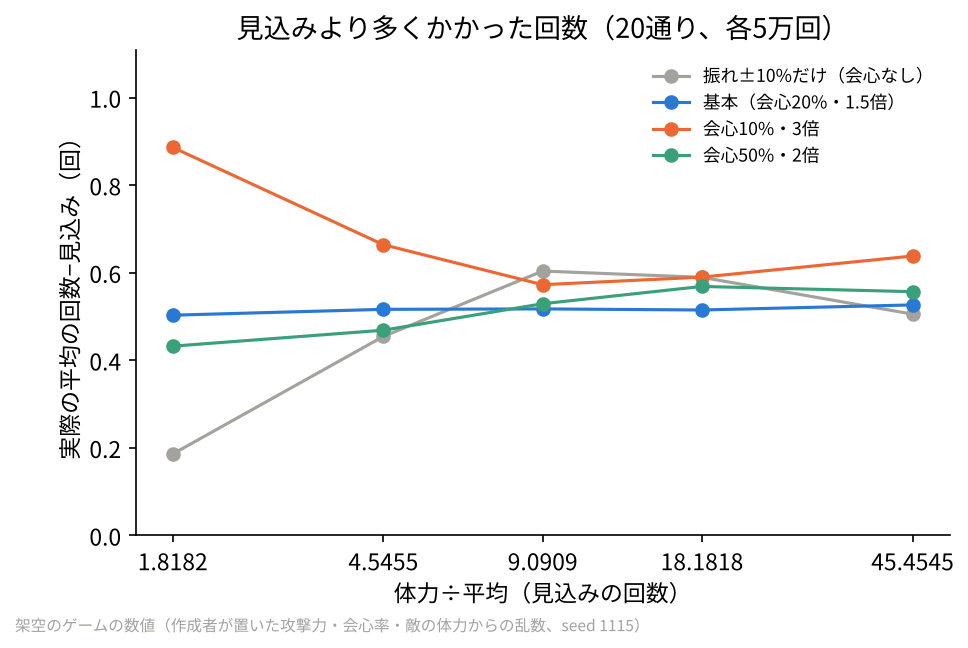 見込みより多くかかった回数（20通り、各5万回）
振れ±10%だけ（会心なし）
基本（会心20%・1.5倍）
会心10%・3倍
会心50%・2倍
実際の平均の回数−見込み（回）
1.0
0.8
0.6
0.4
0.2
0.0
1.8182
4.5455
9.0909
18.1818
45.4545
体力÷平均（見込みの回数）
架空のゲームの数値（作成者が置いた攻撃力・会心率・敵の体力からの乱数、seed 1115）